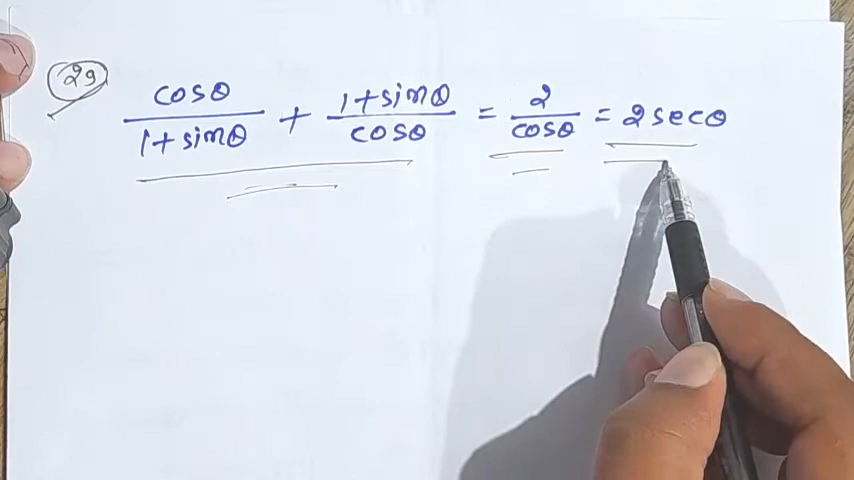 29
cosθ/1+sinθ + 1+sinθ/cosθ = 2/cosθ = 2secθ